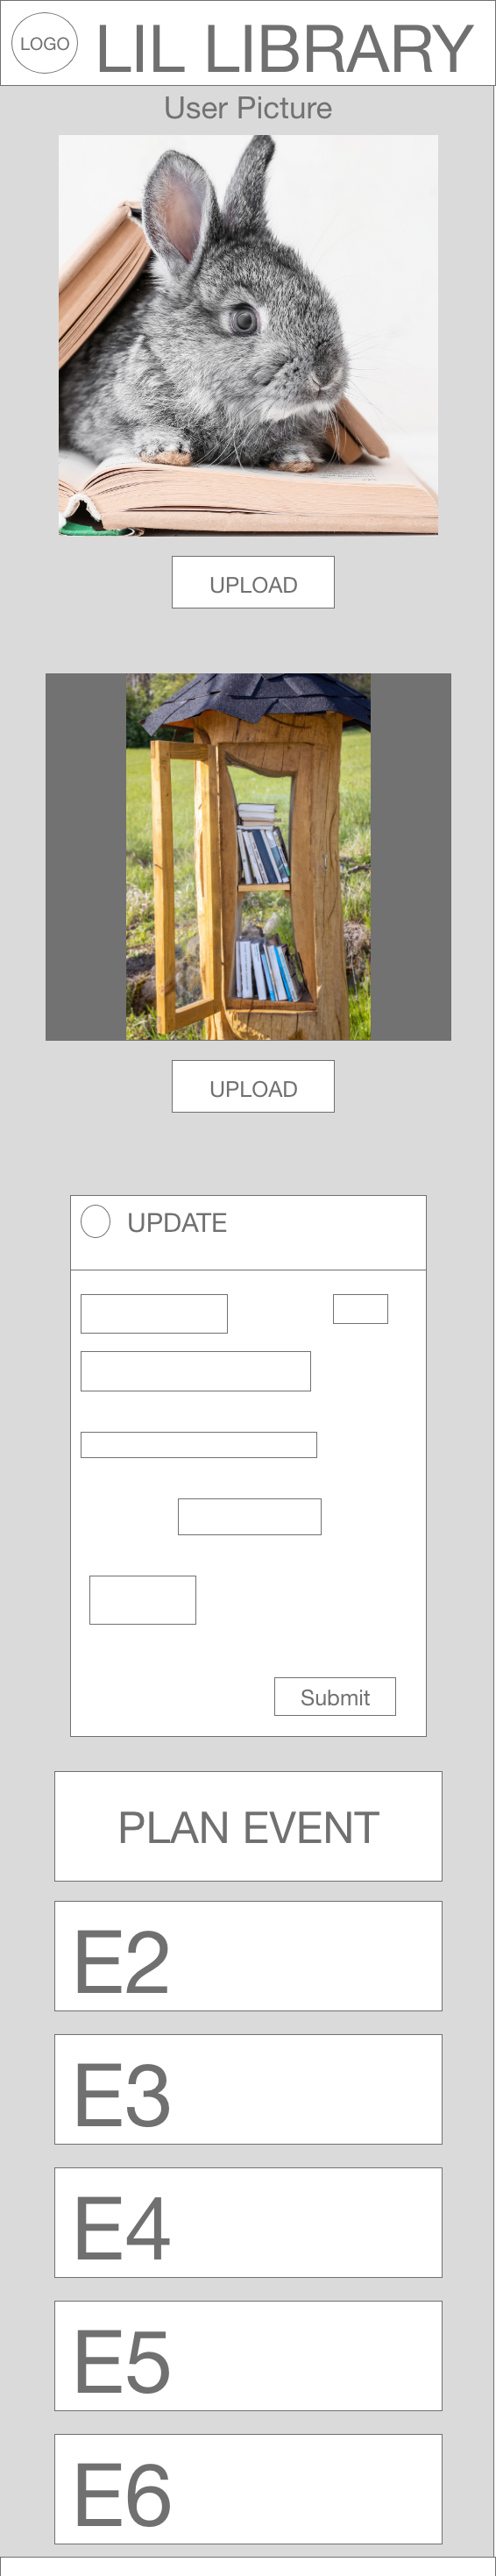 LOGO LIL LIBRARY
User Picture
UPLOAD
UPLOAD
UPDATE
Submit
PLAN EVENT
E2
E3
E4
E5
E6